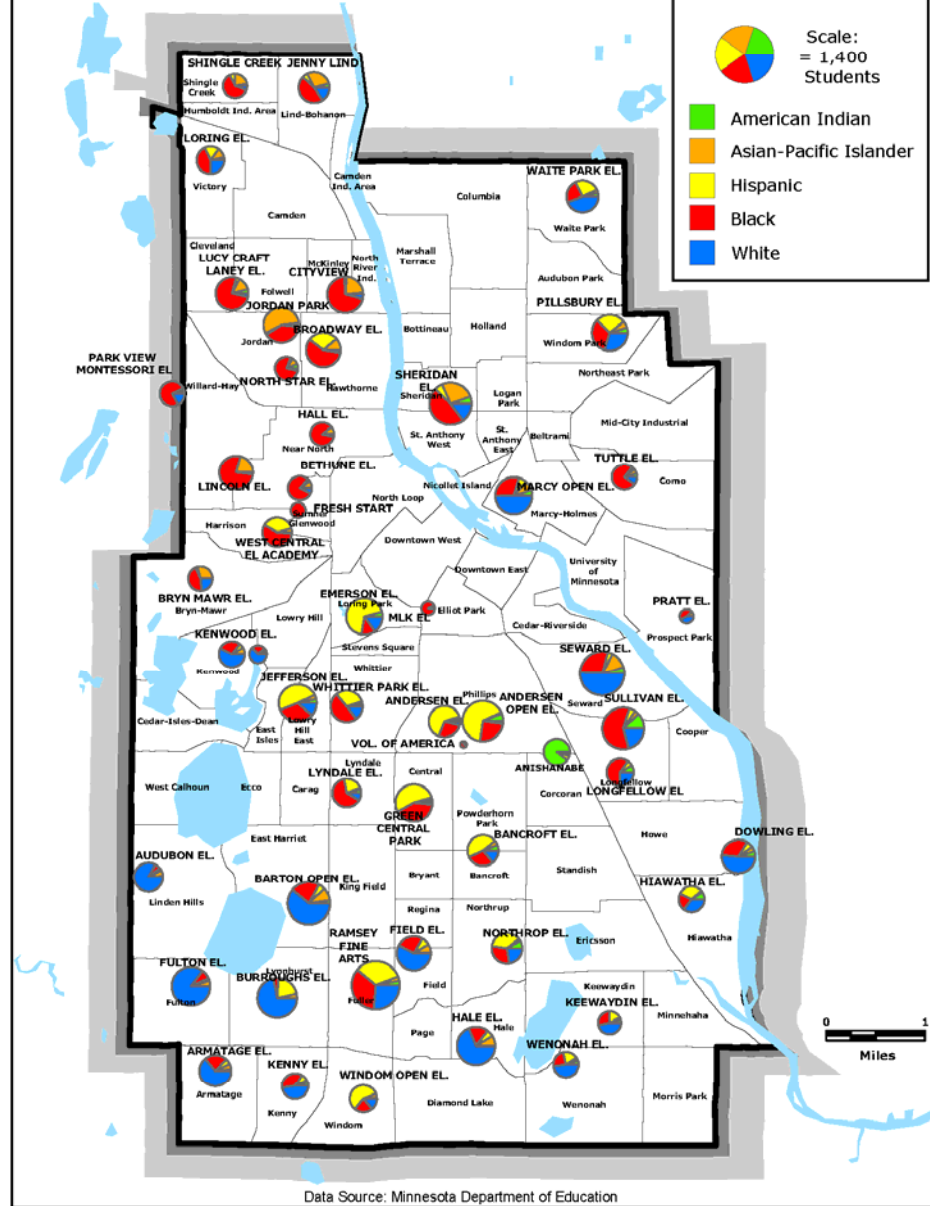 Scale:
= 1,400
Students
American Indian
Asian-Pacific Islander
Hispanic
Black
White
SHINGLE CREEK
JENNY LIND
Shingle
Creek
Humboldt Ind. Area
Lind-Bohanon
LORING EL.
Victory
Camden
Ind. Area
Camden
Columbia
WAITE PARK EL.
Waite Park
Cleveland
LUCY CRAFT
LANEY EL.
McKinley
CITYVIEW
North
River
Ind.
Marshall
Terrace
Audubon Park
Folwell
JORDAN PARK
Jordan
BROADWAY EL.
Bottineau
Holland
PILLSBURY EL.
Windom Park
PARK VIEW
MONTESSORI EL
Willard-Hay
NORTH STAR EL.
Hawthorne
SHERIDAN
EL.
Sheridan
Logan
Park
Northeast Park
HALL EL.
Near North
St. Anthony
West
St.
Anthony
East
Beltrami
Mid-City Industrial
LINCOLN EL.
BETHUNE EL.
Nicollet Island
MARCY OPEN EL.
TUTTLE EL.
Como
North Loop
FRESH START
Sumner
Glenwood
Harrison
Marcy-Holmes
WEST CENTRAL
EL ACADEMY
Downtown West
Downtown East
University
of
Minnesota
BRYN MAWR EL.
Bryn-Mawr
EMERSON EL.
Loring Park
MLK EL
Elliot Park
PRATT EL.
Prospect Park
Lowry Hill
Cedar-Riverside
KENWOOD EL.
Kenwood
Stevens Square
SEWARD EL.
Seward
Whittier
JEFFERSON EL.
WHITTIER PARK EL.
Phillips
ANDERSEN EL.
ANDERSEN
OPEN EL.
SULLIVAN EL.
Cedar-Isles-Dean
East
Isles
Lowry
Hill
East
VOL. OF AMERICA
Cooper
ANISHANABE
Lyndale
LYNDALE EL.
Central
Longfellow
LONGFELLOW EL
West Calhoun
Ecco
Carag
Corcoran
GREEN
CENTRAL
PARK
Powderhorn
Park
BANCROFT EL.
Bancroft
East Harriet
Howe
DOWLING EL.
AUDUBON EL.
Linden Hills
BARTON OPEN EL.
King Field
Bryant
Standish
HIAWATHA EL.
Hiawatha
Regina
Northrup
RAMSEY
FINE
ARTS
FIELD EL.
Field
NORTHROP EL.
Ericsson
FULTON EL.
Fulton
Lynnhurst
BURROUGHS EL.
Fuller
Keewaydin
KEEWAYDIN EL.
Minnehaha
HALE EL.
Hale
Page
WENONAH EL.
Wenonah
0 1
Miles
ARMATAGE EL.
Armatage
KENNY EL.
Kenny
WINDOM OPEN EL.
Windom
Diamond Lake
Morris Park
Data Source: Minnesota Department of Education